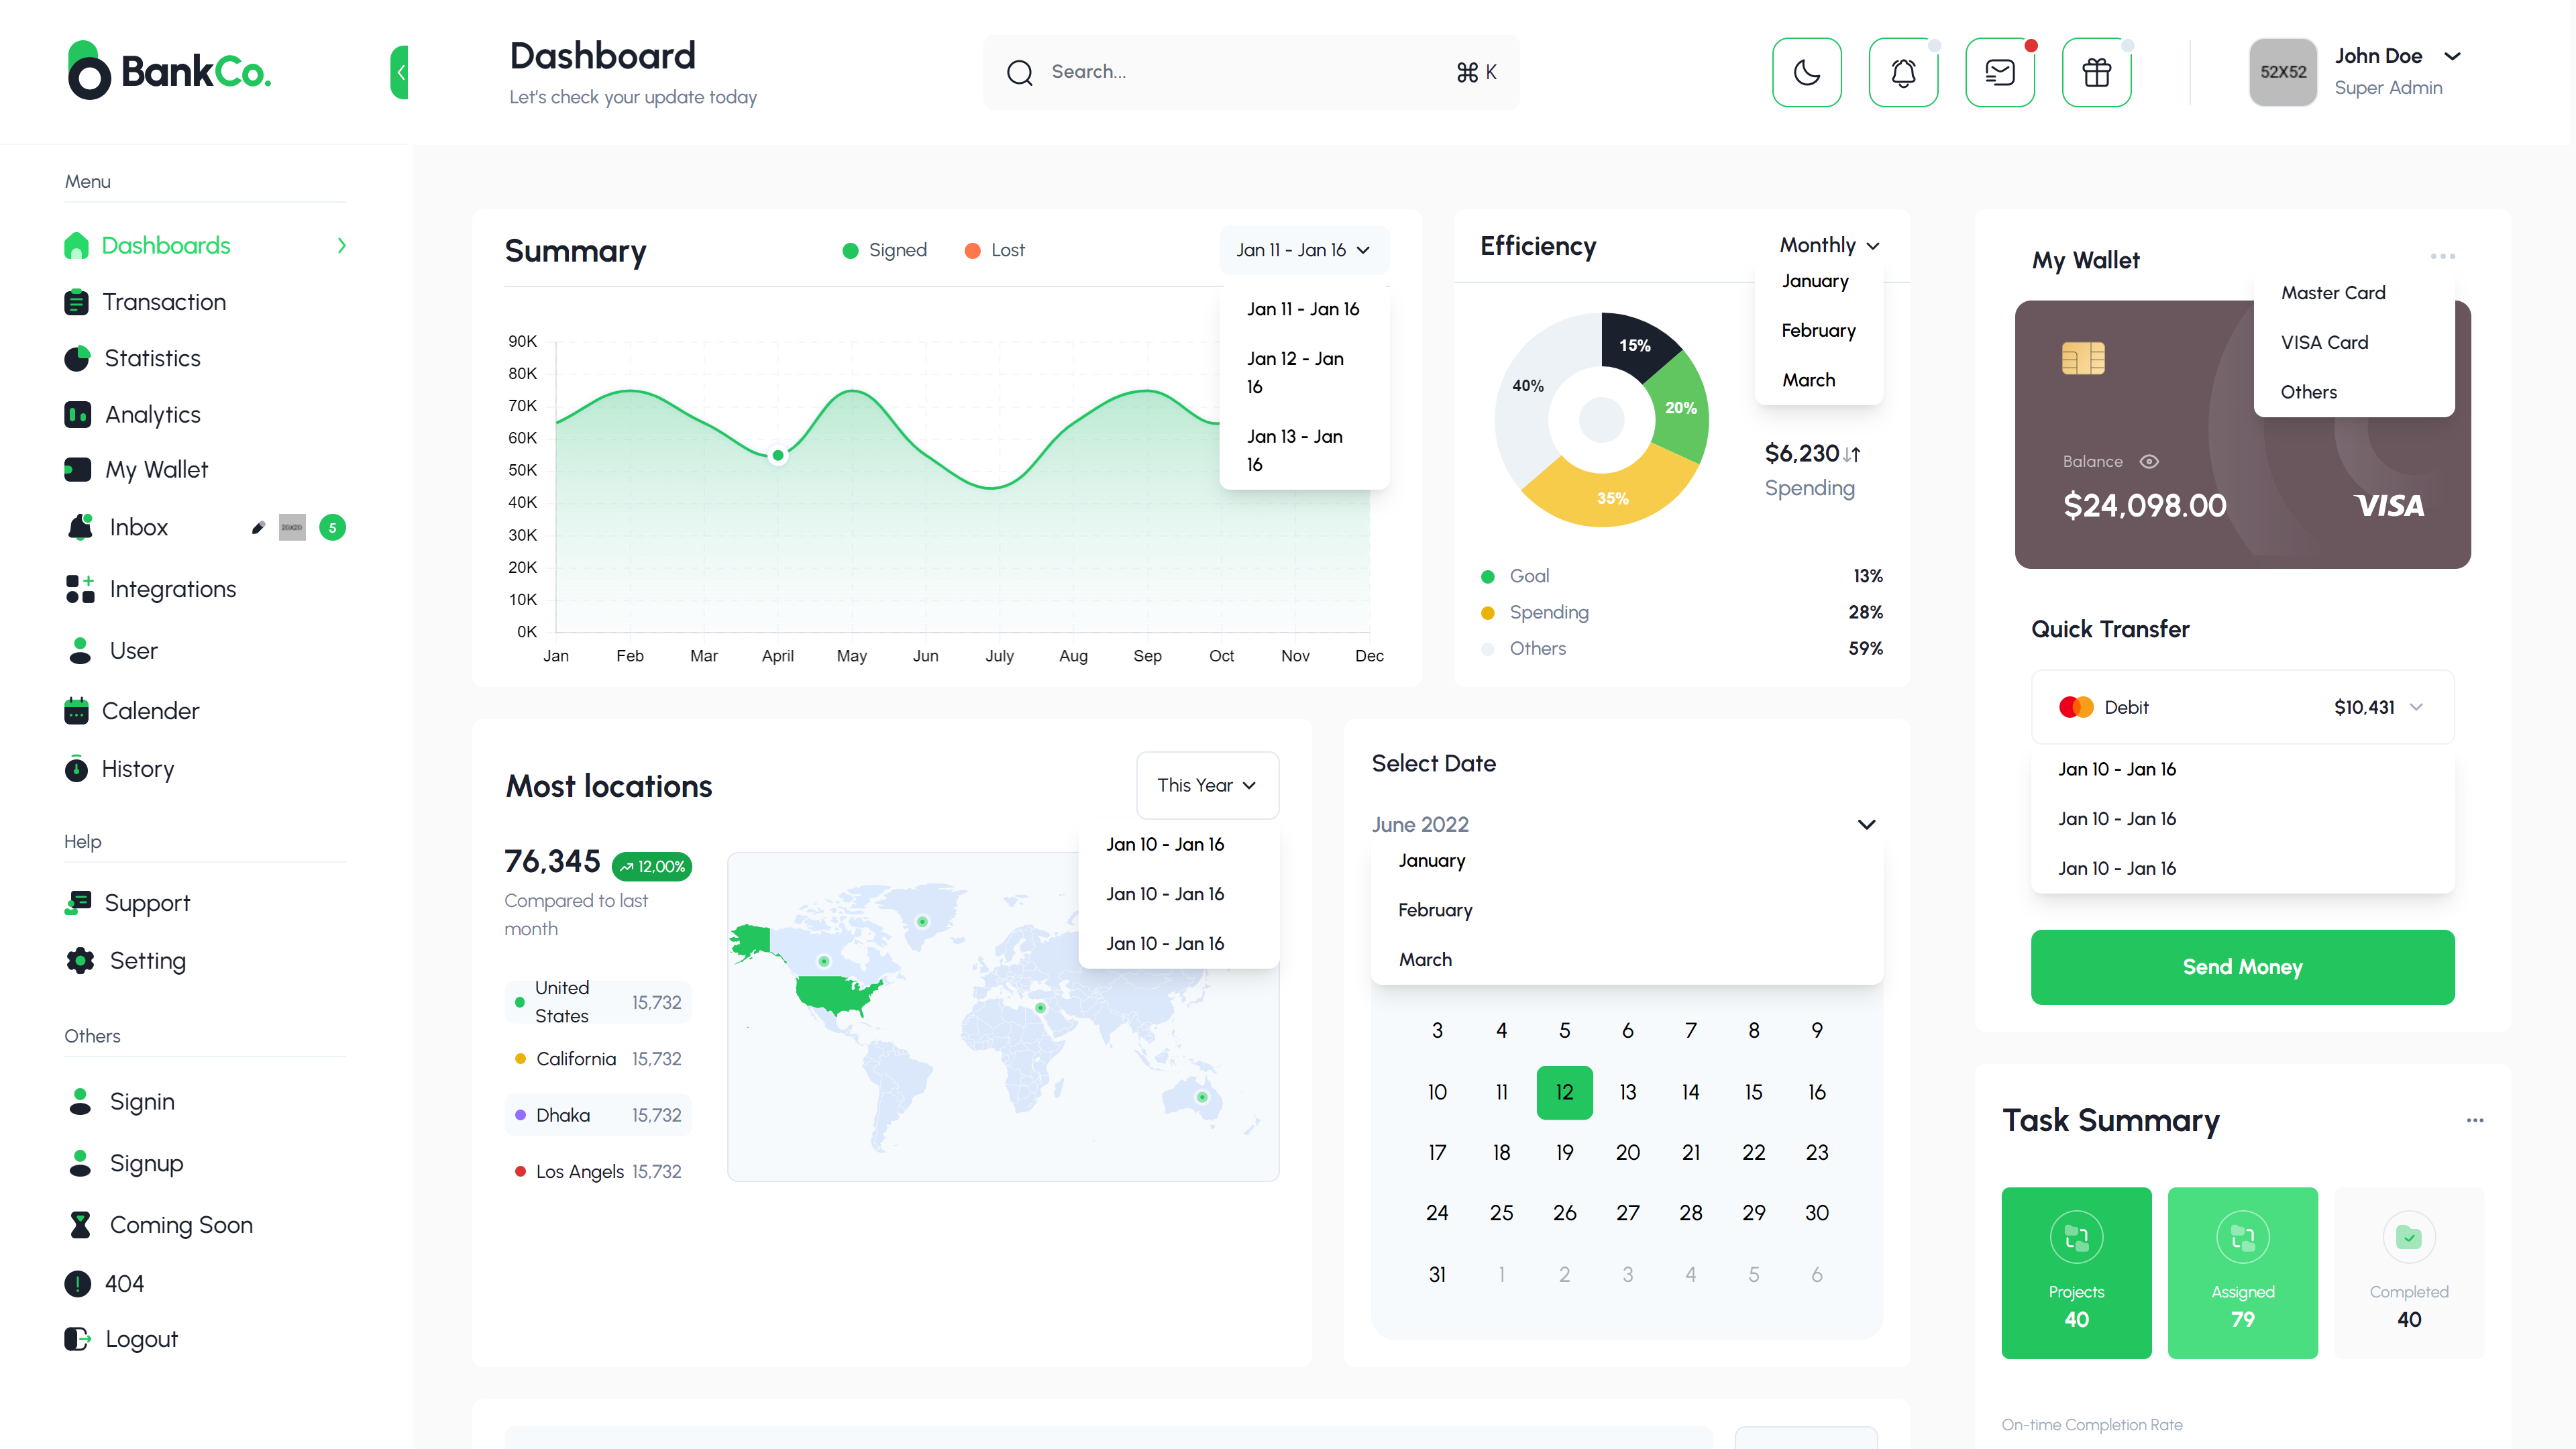 BankCo.
Dashboard
Let's check your update today
Search...
⌘ K
52X52
John Doe
Super Admin
Menu
Dashboards
Transaction
Statistics
Analytics
My Wallet
Inbox
20X20
5
Integrations
User
Calender
History
Help
Support
Setting
Others
Signin
Signup
Coming Soon
404
Logout
Summary
Signed
Lost
Jan 11 - Jan 16
Jan 11 - Jan 16
Jan 12 - Jan
16
Jan 13 - Jan
16
90K
80K
70K
60K
50K
40K
30K
20K
10K
0K
Jan Feb Mar April May Jun July Aug Sep Oct Nov Dec
Efficiency
Monthly
January
February
March
15%
20%
35%
40%
$6,230
Spending
Goal 13%
Spending 28%
Others 59%
My Wallet
Master Card
VISA Card
Others
Balance
$24,098.00
VISA
Quick Transfer
Debit $10,431
Jan 10 - Jan 16
Jan 10 - Jan 16
Jan 10 - Jan 16
Send Money
Most locations
This Year
Jan 10 - Jan 16
Jan 10 - Jan 16
Jan 10 - Jan 16
76,345
12,00%
Compared to last
month
United
States
15,732
California 15,732
Dhaka 15,732
Los Angels 15,732
Select Date
June 2022
January
February
March
3 4 5 6 7 8 9
10 11 12 13 14 15 16
17 18 19 20 21 22 23
24 25 26 27 28 29 30
31 1 2 3 4 5 6
Task Summary
Projects
40
Assigned
79
Completed
40
On-time Completion Rate